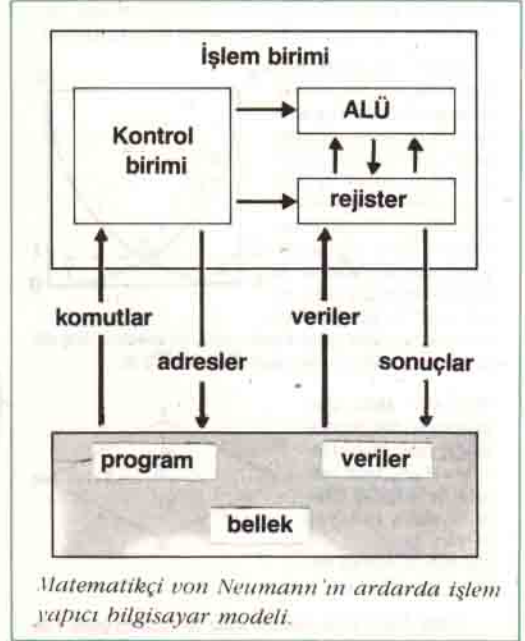 İşlem birimi
Kontrol
birimi
ALÜ
rejister
komutlar
adresler
veriler
sonuçlar
program
veriler
bellek
Matematikçi von Neumann'ın ardarda işlem
yapıcı bilgisayar modeli.